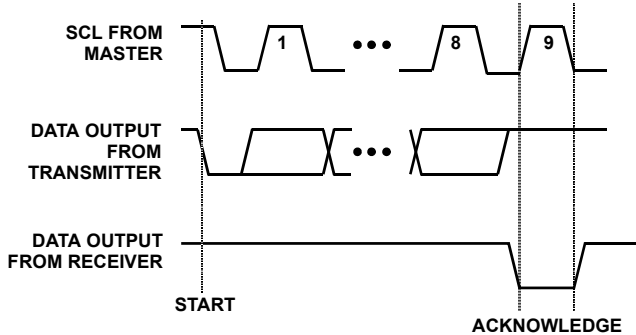 SCL FROM
MASTER
1
8
9
DATA OUTPUT
FROM
TRANSMITTER
DATA OUTPUT
FROM RECEIVER
START
ACKNOWLEDGE